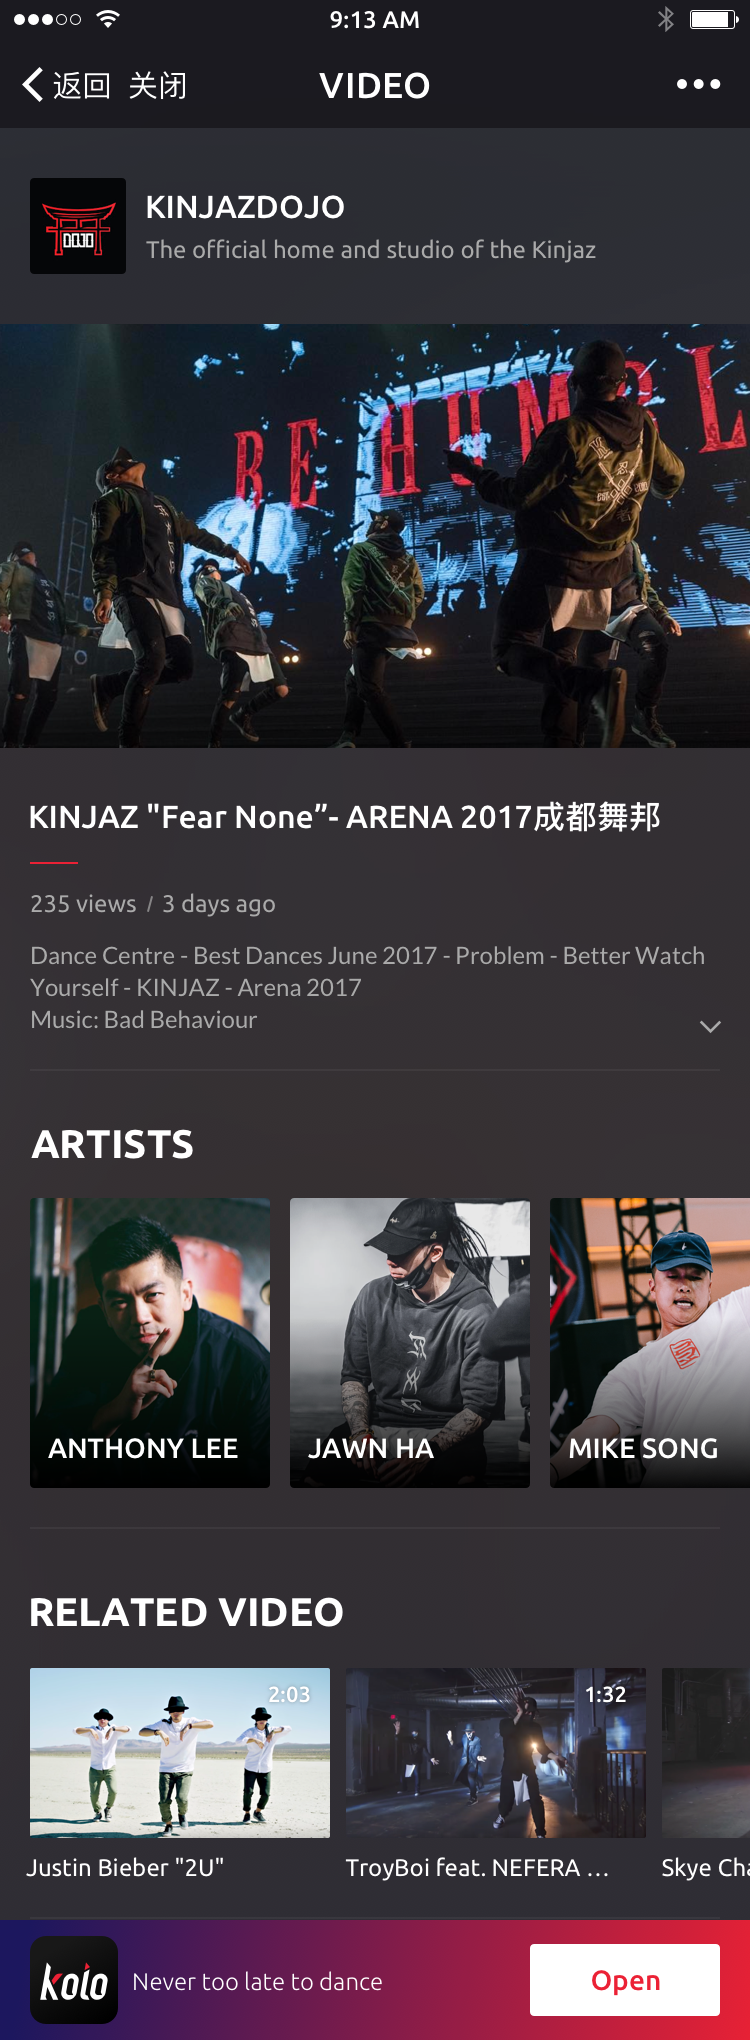 9:13 AM
返回 关闭
VIDEO
DOJO
KINJAZDOJO
The official home and studio of the Kinjaz
BE HUMBL
KINJAZ "Fear None”- ARENA 2017成都舞邦
235 views / 3 days ago
Dance Centre - Best Dances June 2017 - Problem - Better Watch
Yourself - KINJAZ - Arena 2017
Music: Bad Behaviour
ARTISTS
ANTHONY LEE
JAWN HA
MIKE SONG
RELATED VIDEO
2:03
1:32
Justin Bieber "2U"
TroyBoi feat. NEFERA ...
Skye Cha
kolo
Never too late to dance
Open